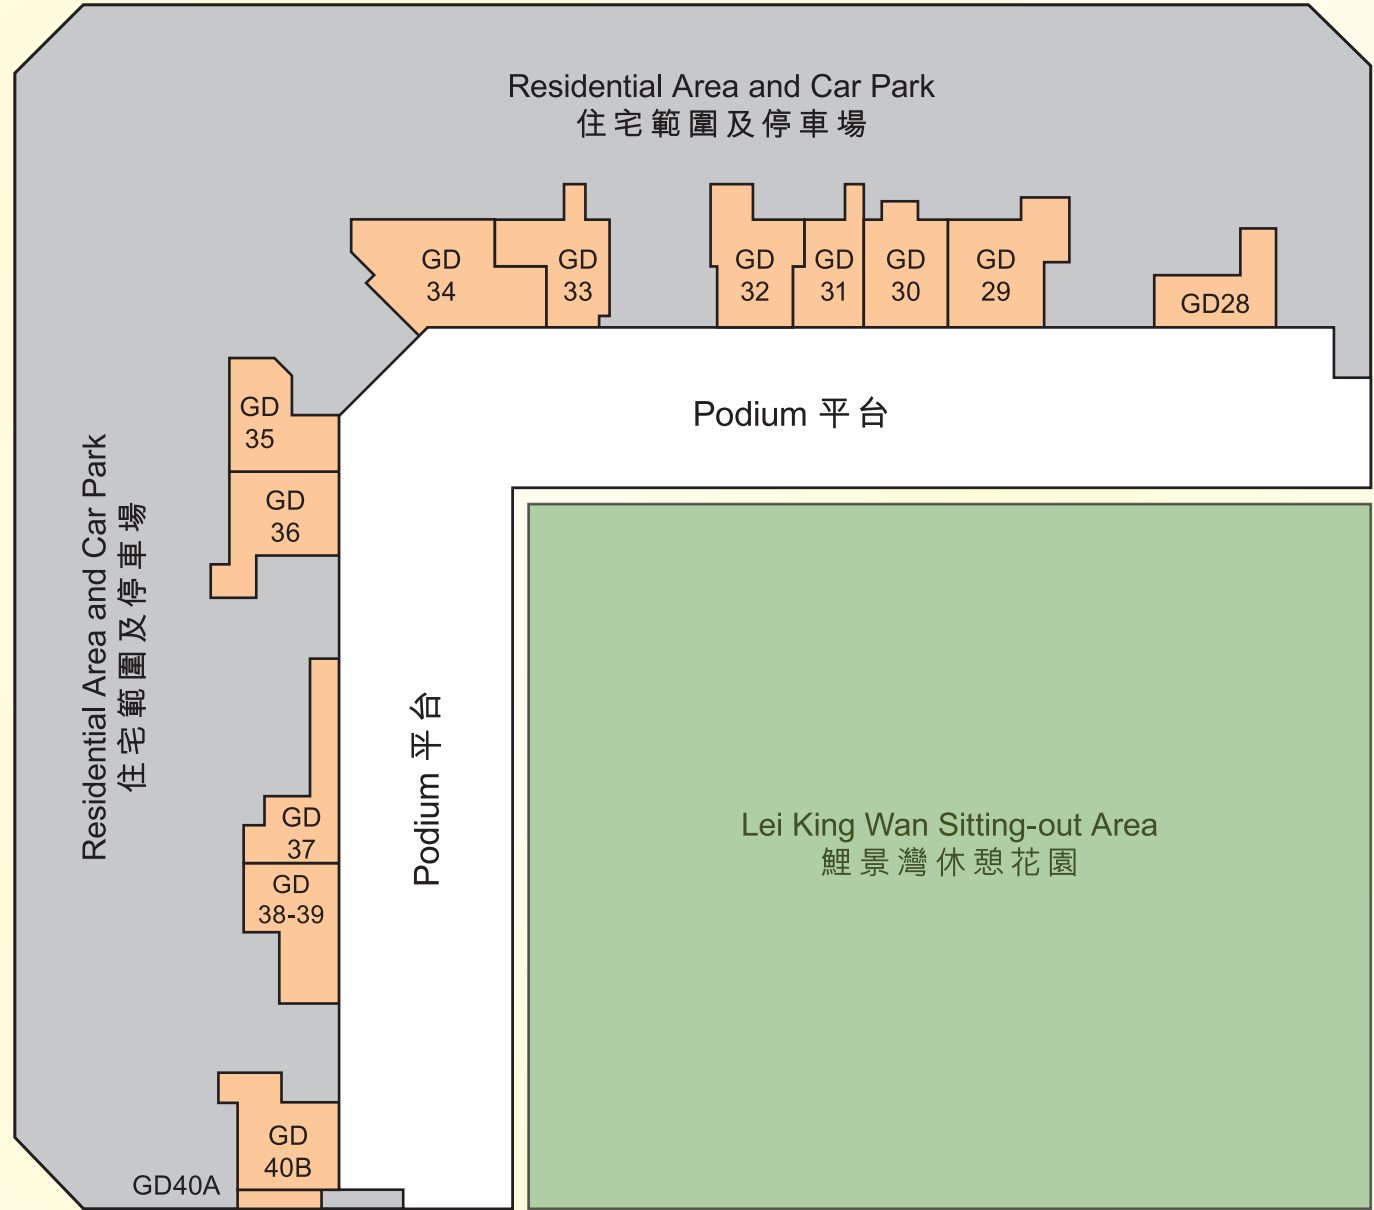 Residential Area and Car Park
住宅範圍及停車場
GD
34
GD
33
GD
32
GD
31
GD
30
GD
29
GD28
GD
35
GD
36
Podium 平台
Residential Area and Car Park
住宅範圍及停車場
Podium 平台
GD
37
GD
38-39
Lei King Wan Sitting-out Area
鯉景灣休憩花園
GD
40B
GD40A